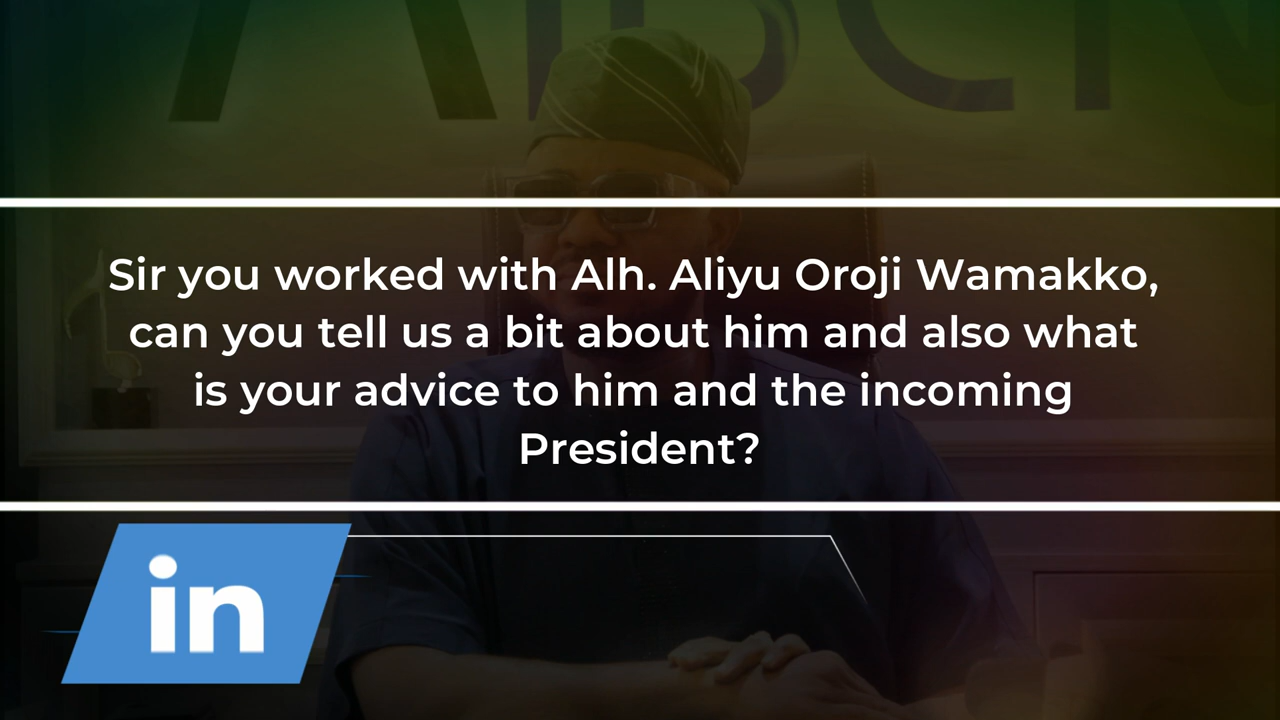 AIBCN
Sir you worked with Alh. Aliyu Oroji Wamakko,
can you tell us a bit about him and also what
is your advice to him and the incoming
President?
in